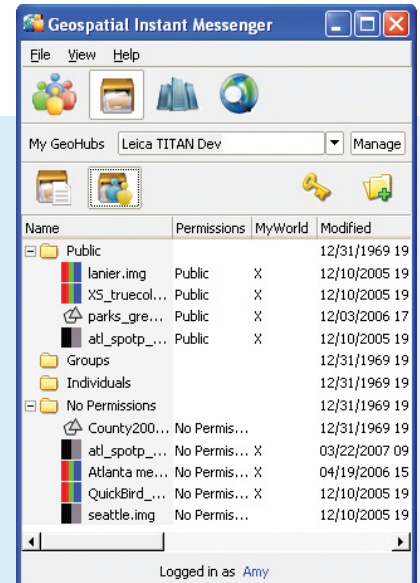 Geospatial Instant Messenger
File View Help
My GeoHubs Leica TITAN Dev Manage
Name Permissions MyWorld Modified
Public 12/31/1969 19
lanier.img Public X 12/10/2005 19
XS_truecol... Public X 12/10/2005 19
parks_gre... Public X 12/03/2006 17
atl_spotp_... Public X 12/10/2005 19
Groups 12/31/1969 19
Individuals 12/31/1969 19
No Permissions 12/31/1969 19
County200... No Permis... 12/31/1969 19
atl_spotp_... No Permis... X 03/22/2007 09
Atlanta me... No Permis... X 04/19/2006 15
QuickBird_... No Permis... X 12/10/2005 19
seattle.img No Permis... 12/10/2005 19
Logged in as Amy